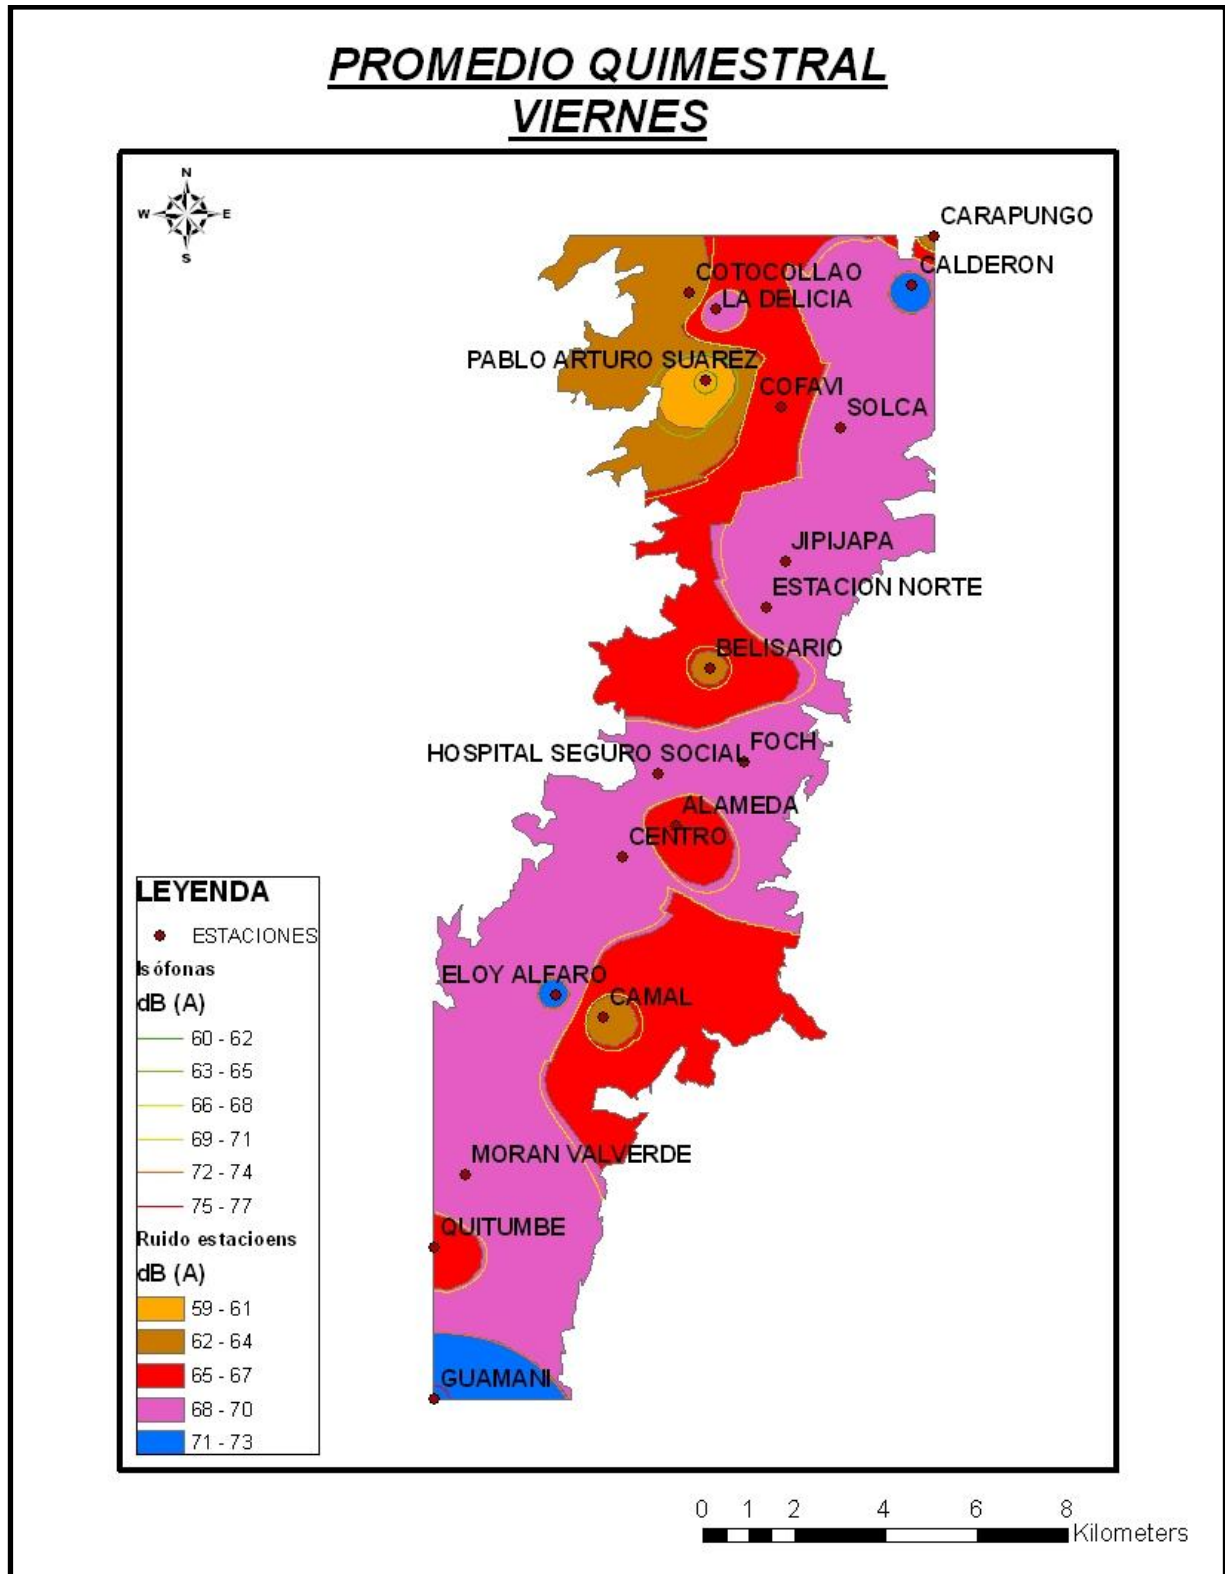 PROMEDIO QUIMESTRAL
VIERNES
N
W E
S
CARAPUNGO
CALDERON
COTOCOLLAO
LA DELICIA
PABLO ARTURO SUAREZ
COFAVI
SOLCA
JIPIJAPA
ESTACION NORTE
BELISARIO
FOCH
HOSPITAL SEGURO SOCIAL
ALAMEDA
CENTRO
ELOY ALFARO
CAMAL
MORAN VALVERDE
QUITUMBE
GUAMANI
LEYENDA
ESTACIONES
Isófonas
dB (A)
60 - 62
63 - 65
66 - 68
69 - 71
72 - 74
75 - 77
Ruido estacioens
dB (A)
59 - 61
62 - 64
65 - 67
68 - 70
71 - 73
0 1 2 4 6 8
Kilometers